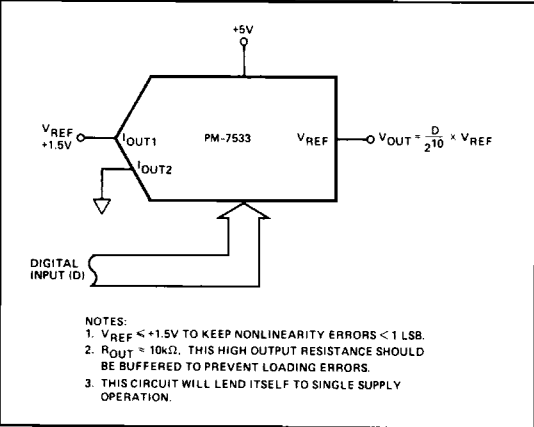 +5V
VREF
+1.5V
IOUT1
PM-7533
VREF
VOUT = D/2^10 × VREF
IOUT2
DIGITAL
INPUT (D)
NOTES:
1. VREF ≤ +1.5V TO KEEP NONLINEARITY ERRORS < 1 LSB.
2. ROUT ≈ 10kΩ, THIS HIGH OUTPUT RESISTANCE SHOULD
BE BUFFERED TO PREVENT LOADING ERRORS.
3. THIS CIRCUIT WILL LEND ITSELF TO SINGLE SUPPLY
OPERATION.